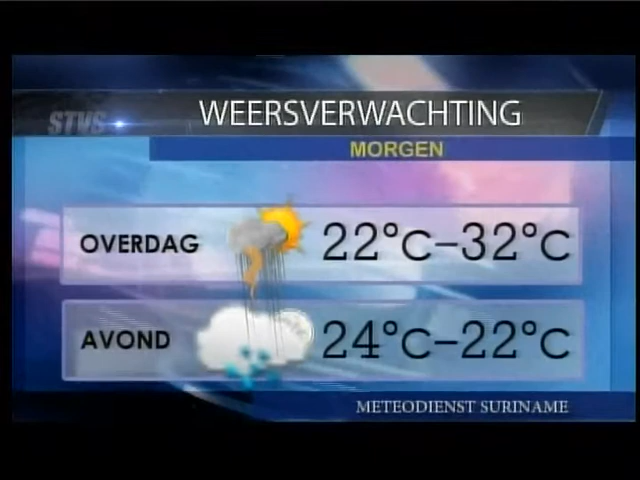 STVS
WEERSVERWACHTING
MORGEN
OVERDAG 22°C-32°C
AVOND 24°C-22°C
METEODIENST SURINAME